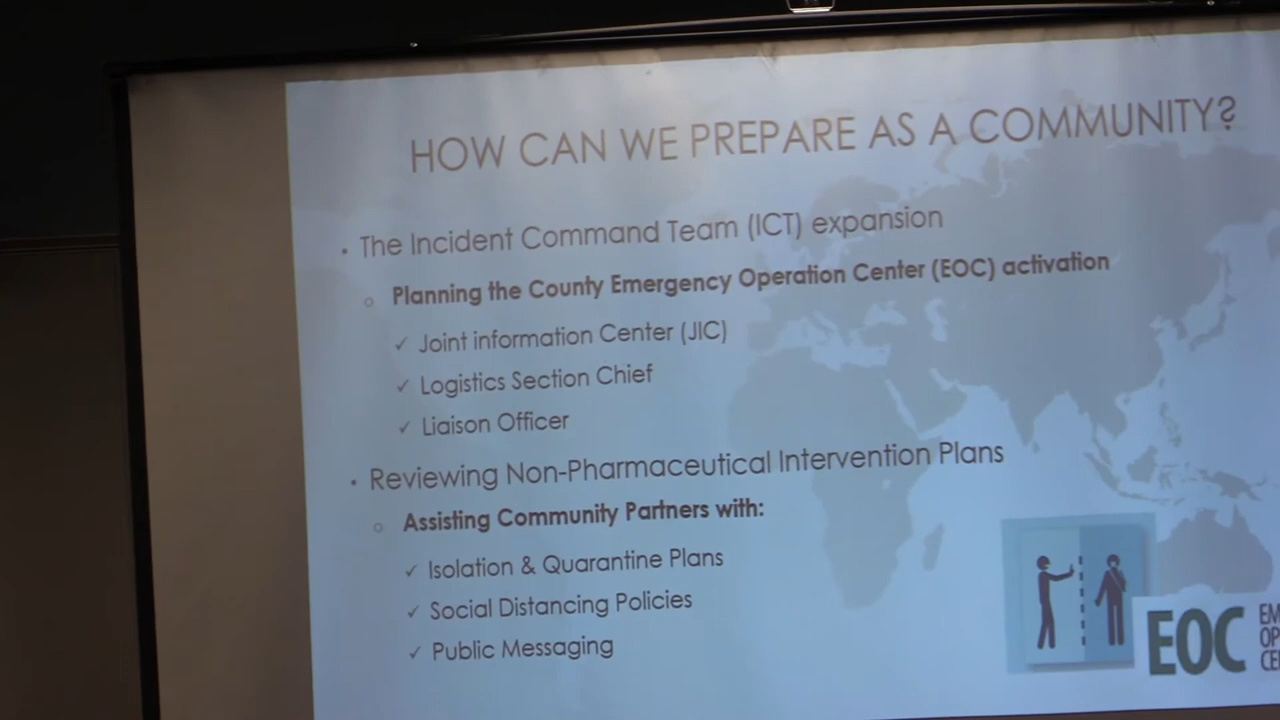 HOW CAN WE PREPARE AS A COMMUNITY?
• The Incident Command Team (ICT) expansion
o Planning the County Emergency Operation Center (EOC) activation
✓ Joint information Center (JIC)
✓ Logistics Section Chief
✓ Liaison Officer
• Reviewing Non-Pharmaceutical Intervention Plans
o Assisting Community Partners with:
✓ Isolation & Quarantine Plans
✓ Social Distancing Policies
✓ Public Messaging
EOC